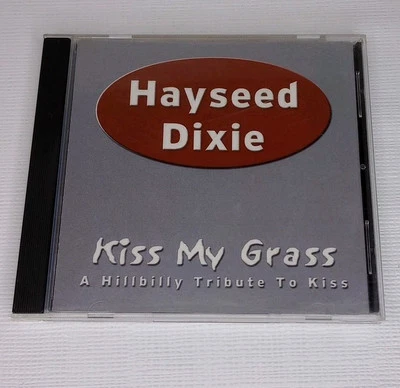 Hayseed
Dixie
Kiss My Grass
A Hillbilly Tribute To Kiss